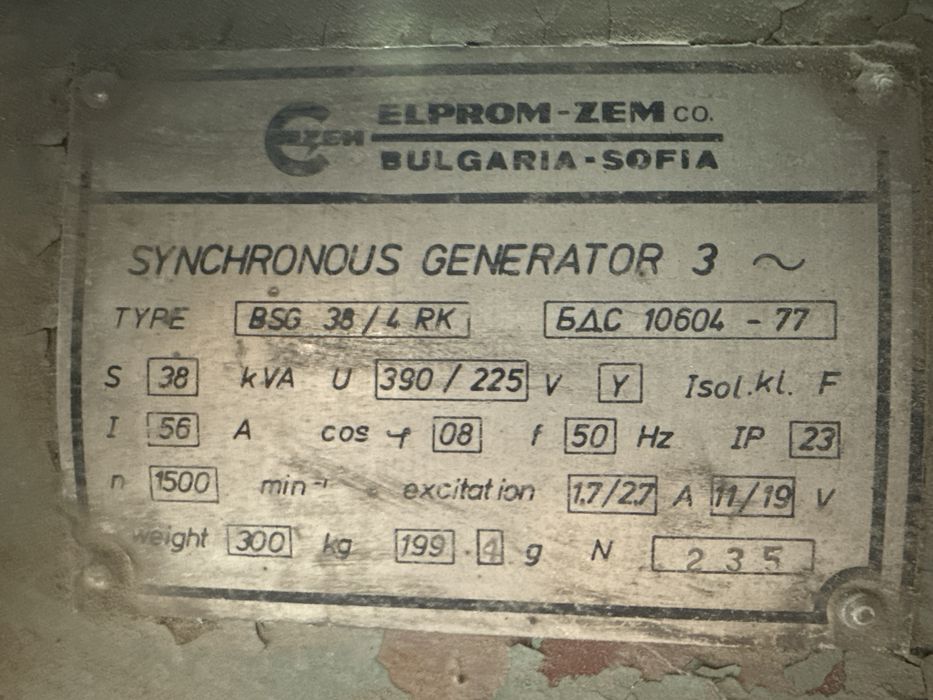 ELPROM-ZEM CO.
ZEM
BULGARIA-SOFIA
SYNCHRONOUS GENERATOR 3 ~
TYPE BSG 38/4 RK БДС 10604 - 77
S 38 kVA U 390 / 225 V Y Isol.kl. F
I 56 A cos φ 08 f 50 Hz IP 23
n 1500 min⁻¹ excitation 1.7/2.7 A 11/19 V
weight 300 kg 199.4 g N 235